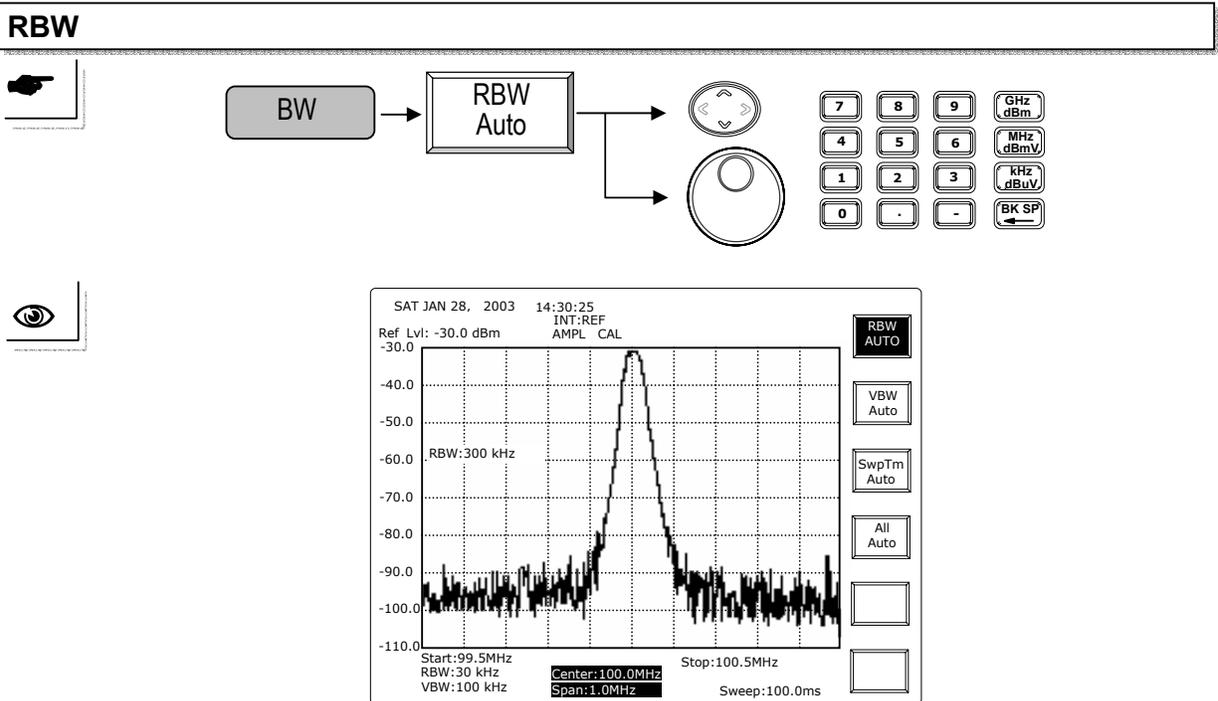 RBW
BW
RBW
Auto
7 8 9 GHz
dBm
4 5 6 MHz
dBmV
1 2 3 kHz
dBuV
0 . - BK SP
SAT JAN 28, 2003 14:30:25
INT:REF
Ref Lvl: -30.0 dBm AMPL CAL
RBW
AUTO
-30.0
-40.0
VBW
Auto
-50.0
-60.0
RBW:300 kHz
SwpTm
Auto
-70.0
-80.0
All
Auto
-90.0
-100.0
-110.0
Start:99.5MHz Stop:100.5MHz
RBW:30 kHz Center:100.0MHz
VBW:100 kHz Span:1.0MHz Sweep:100.0ms